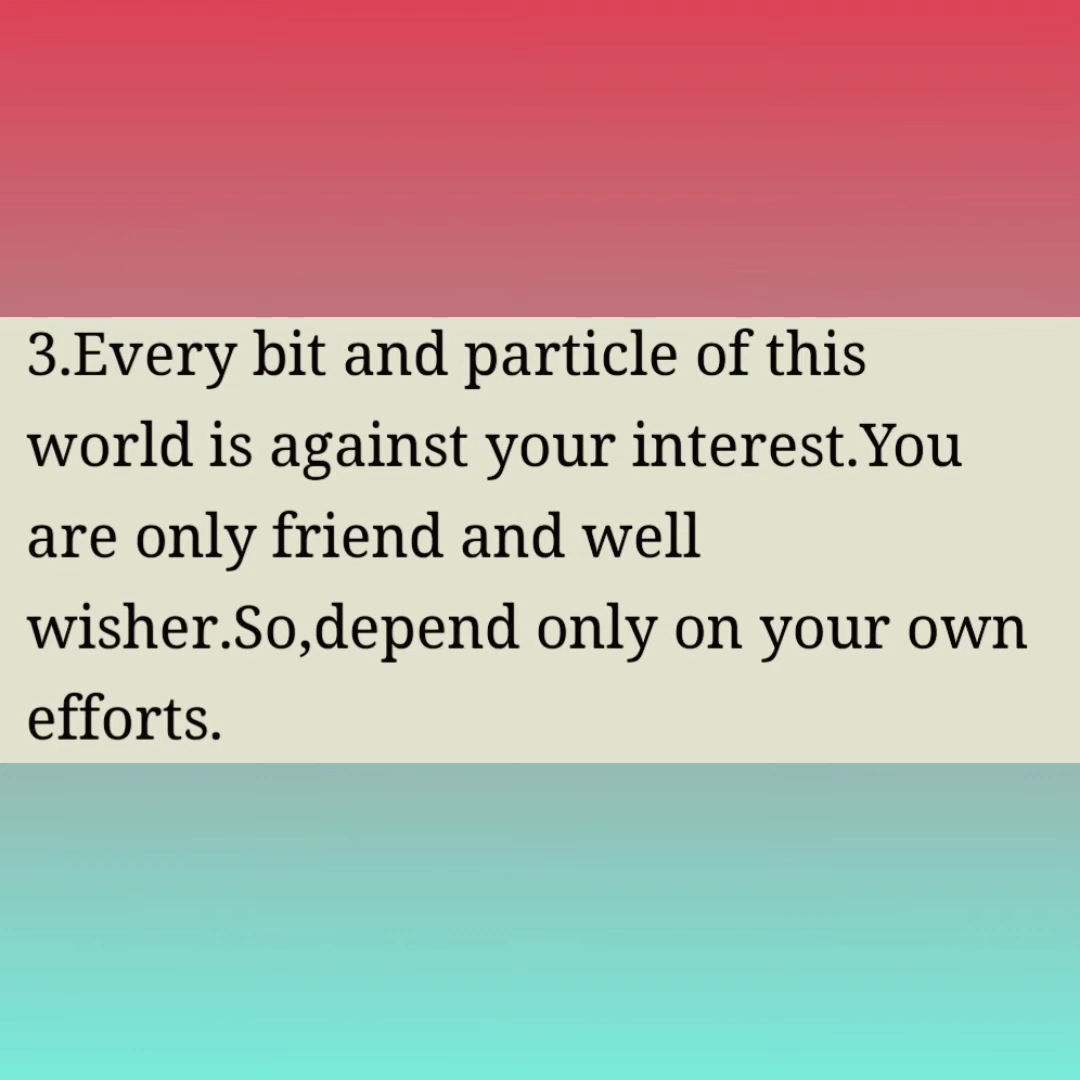 3.Every bit and particle of this
world is against your interest.You
are only friend and well
wisher.So,depend only on your own
efforts.